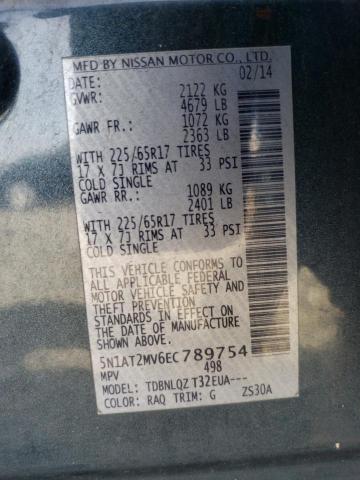 MFD BY NISSAN MOTOR CO., LTD.
DATE: 02/14
GVWR: 2122 KG
4679 LB
GAWR FR.: 1072 KG
2363 LB
WITH 225/65R17 TIRES
17 X 7J RIMS AT 33 PSI
COLD SINGLE
GAWR RR.: 1089 KG
2401 LB
WITH 225/65R17 TIRES
17 X 7J RIMS AT 33 PSI
COLD SINGLE
THIS VEHICLE CONFORMS TO
ALL APPLICABLE FEDERAL
MOTOR VEHICLE SAFETY AND
THEFT PREVENTION
STANDARDS IN EFFECT ON
THE DATE OF MANUFACTURE
SHOWN ABOVE.
5N1AT2MV6EC789754
MPV 498
MODEL: TDBNLQZ T32EUA---
COLOR: RAQ TRIM: G ZS30A